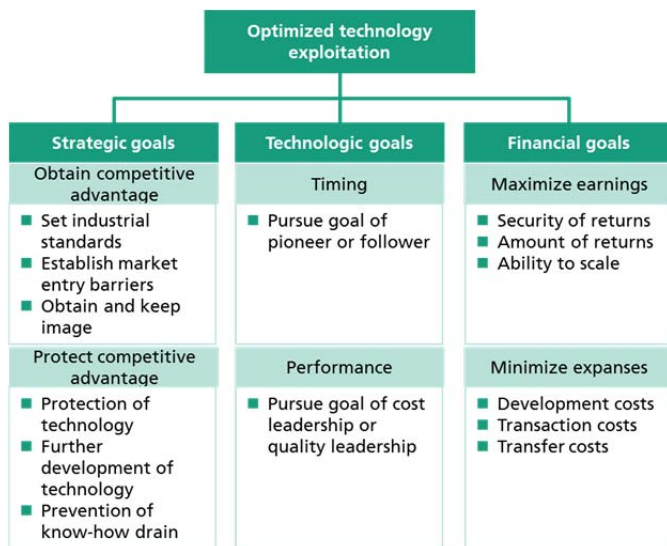 Optimized technology
exploitation
Strategic goals
Obtain competitive
advantage
Set industrial
standards
Establish market
entry barriers
Obtain and keep
image
Protect competitive
advantage
Protection of
technology
Further
development of
technology
Prevention of
know-how drain
Technologic goals
Timing
Pursue goal of
pioneer or follower
Performance
Pursue goal of cost
leadership or
quality leadership
Financial goals
Maximize earnings
Security of returns
Amount of returns
Ability to scale
Minimize expanses
Development costs
Transaction costs
Transfer costs